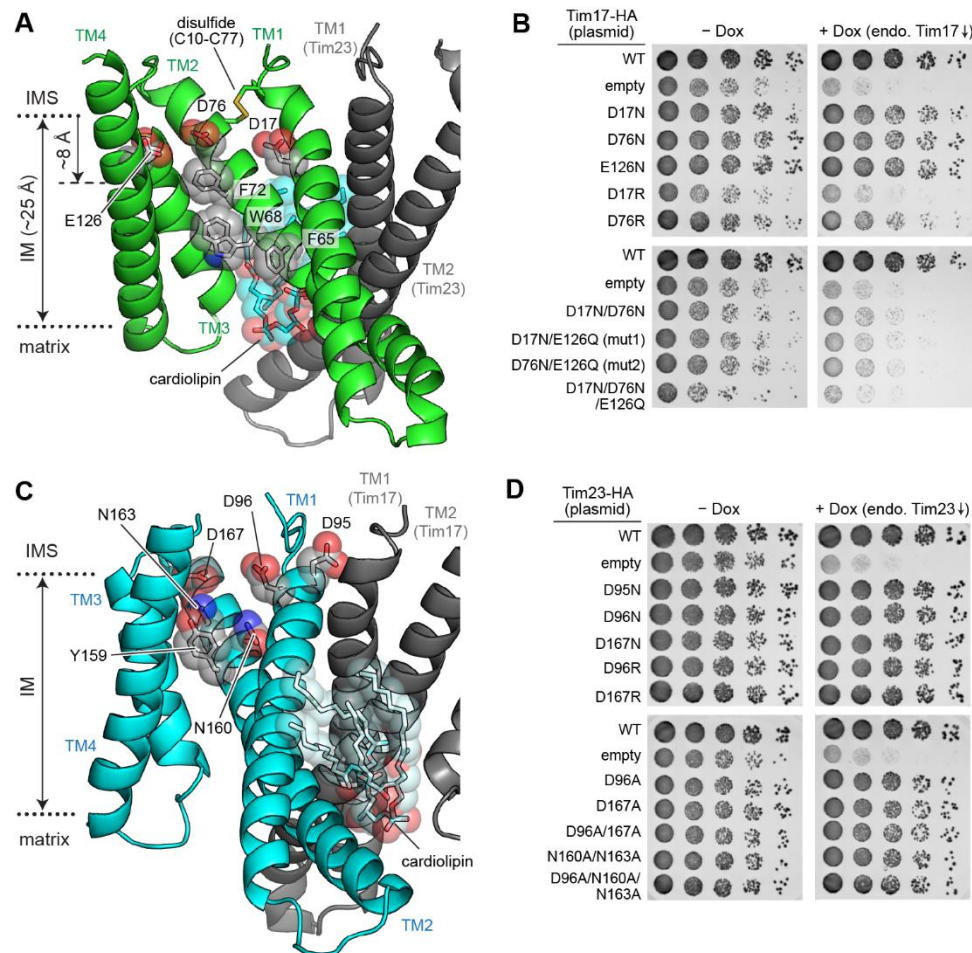 A
disulfide
(C10-C77)
TM1
TM1
(Tim23)
TM4
TM2
D76
D17
IMS
~8 Å
IM (~25 Å)
E126
F72
W68
F65
TM2
(Tim23)
TM3
matrix
cardiolipin
B
Tim17-HA
(plasmid)
− Dox
+ Dox (endo. Tim17↓)
WT
empty
D17N
D76N
E126N
D17R
D76R
WT
empty
D17N/D76N
D17N/E126Q (mut1)
D76N/E126Q (mut2)
D17N/D76N
/E126Q
C
N163
D167
D96
TM1
D95
TM1
(Tim17)
TM2
(Tim17)
IMS
TM3
IM
Y159
N160
TM4
matrix
cardiolipin
TM2
D
Tim23-HA
(plasmid)
− Dox
+ Dox (endo. Tim23↓)
WT
empty
D95N
D96N
D167N
D96R
D167R
WT
empty
D96A
D167A
D96A/167A
N160A/N163A
D96A/N160A/
N163A